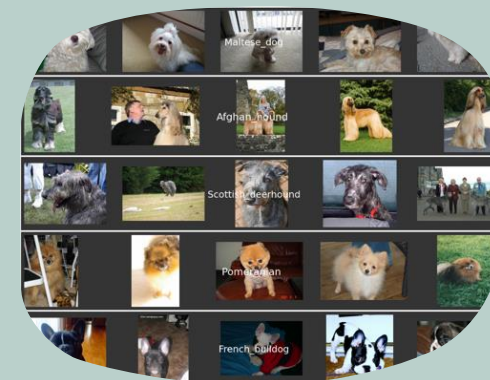 Maltese_dog
Afghan_hound
Scottish_deerhound
Pomeranian
French_bulldog